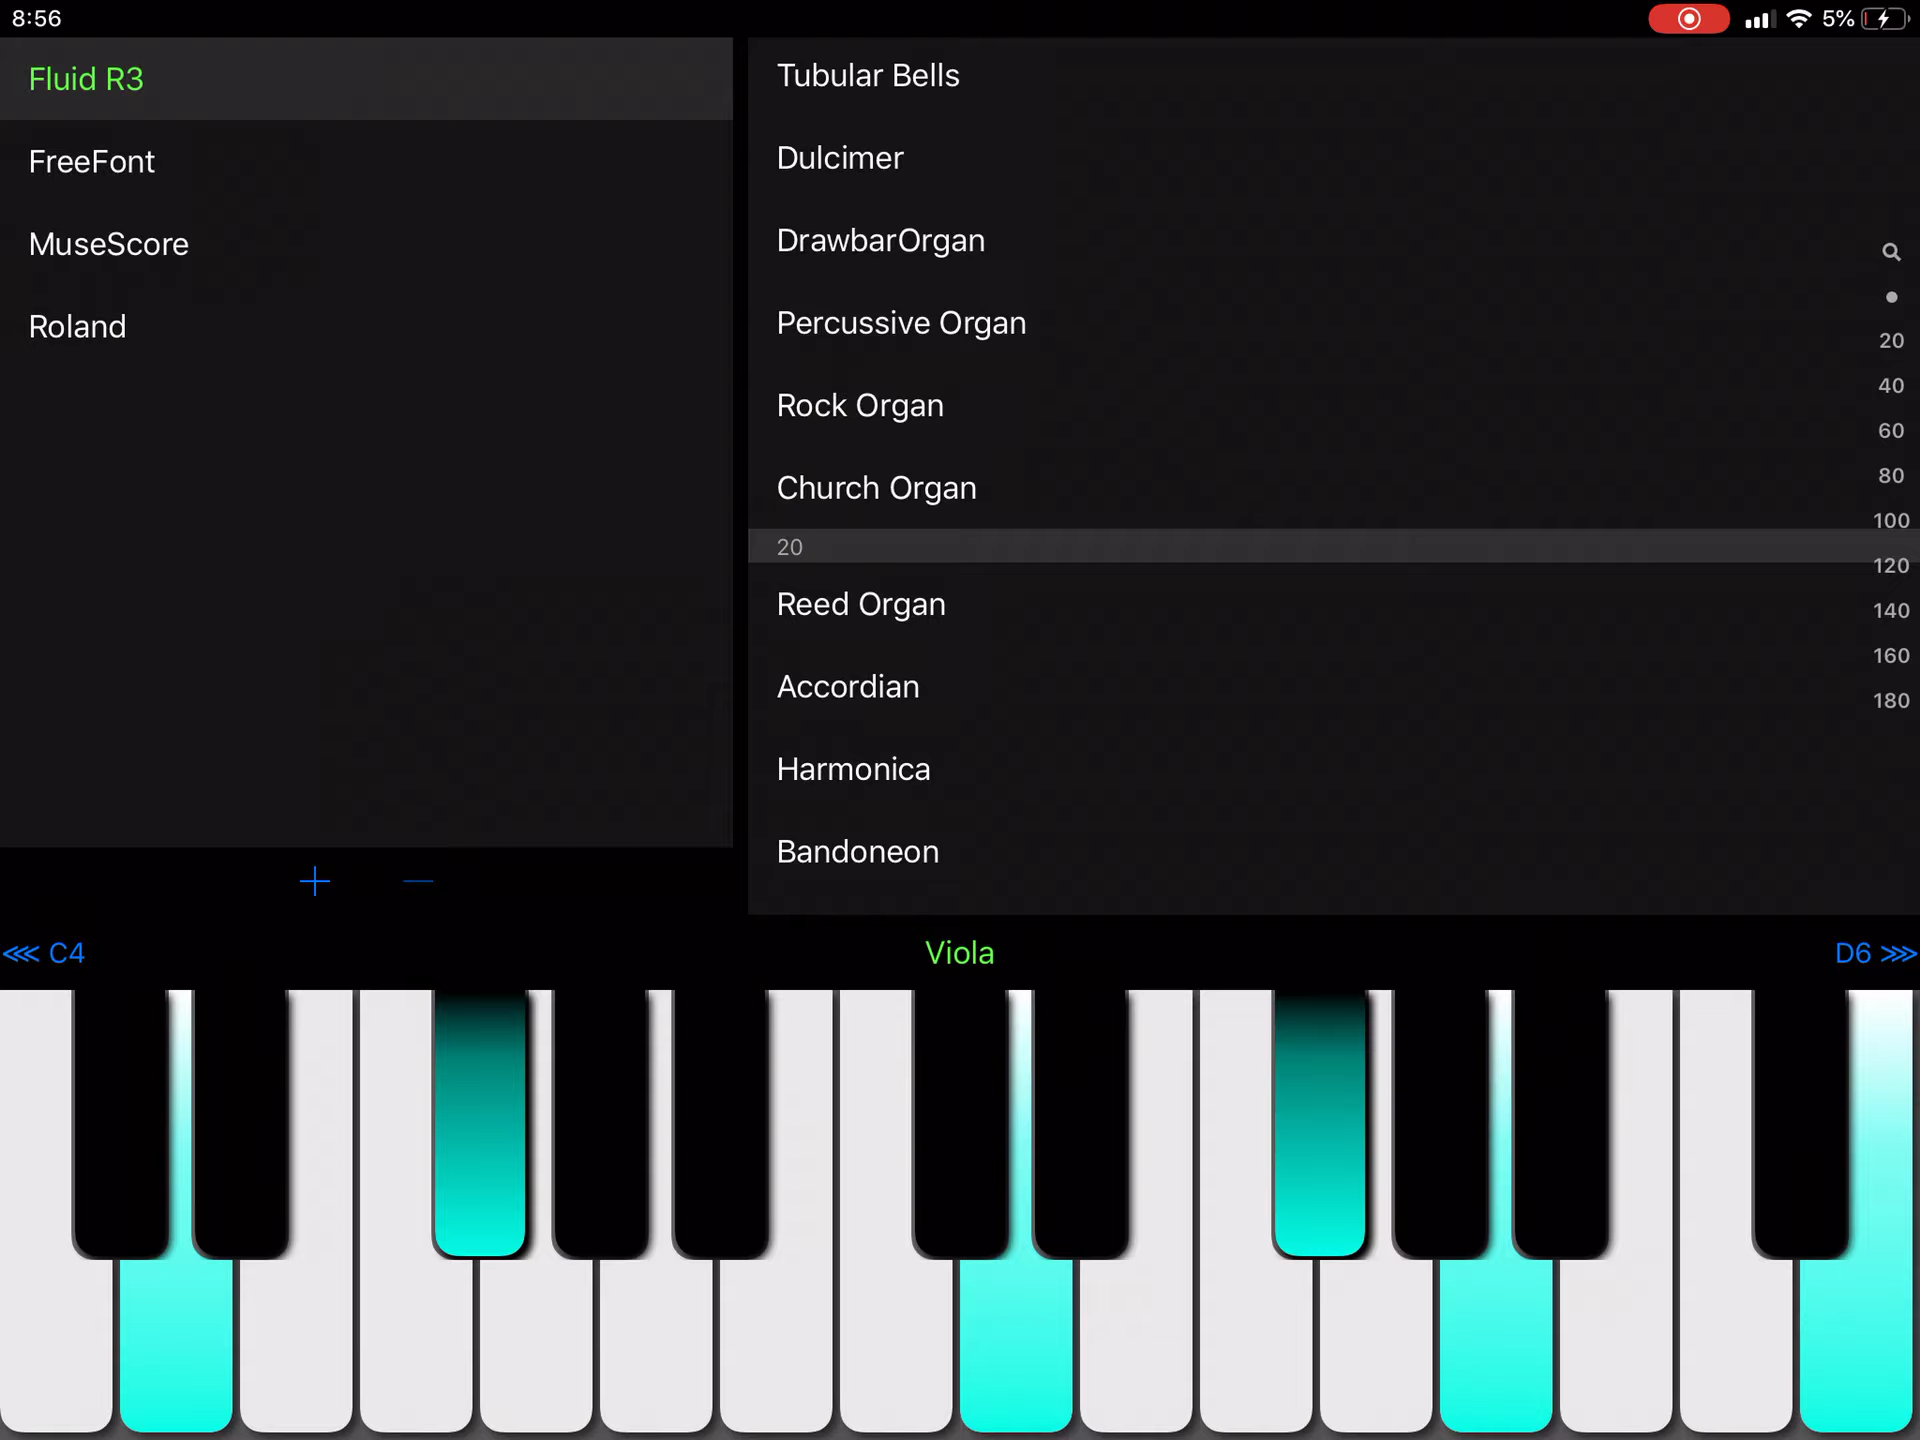 8:56
5%
Fluid R3
FreeFont
MuseScore
Roland
Tubular Bells
Dulcimer
DrawbarOrgan
Percussive Organ
Rock Organ
Church Organ
20
Reed Organ
Accordian
Harmonica
Bandoneon
20
40
60
80
100
120
140
160
180
⋘ C4
Viola
D6 ⋙